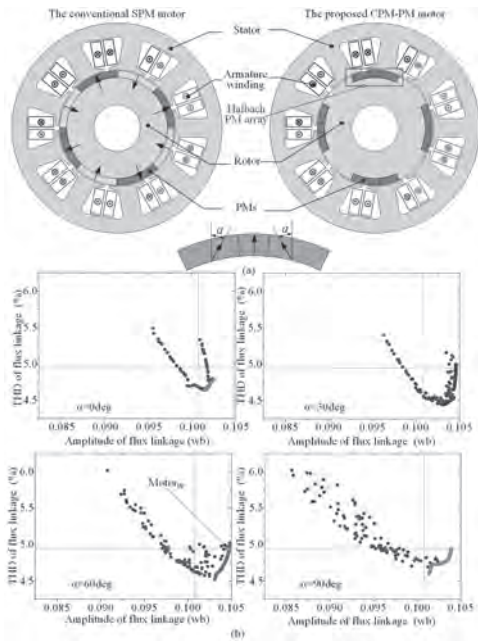 The conventional SPM motor
The proposed CPM-PM motor
Stator
Armature
winding
Halbach
PM array
Rotor
PMs
α α
(a)
THD of flux linkage (%)
6.0
5.5
5.0
4.5
α=0deg
0.085 0.090 0.095 0.100 0.105
Amplitude of flux linkage (wb)
THD of flux linkage (%)
6.0
5.5
5.0
4.5
α=30deg
0.085 0.090 0.095 0.100 0.105
Amplitude of flux linkage (wb)
THD of flux linkage (%)
6.0
5.5
5.0
4.5
Motor
α=60deg
0.085 0.090 0.095 0.100 0.105
Amplitude of flux linkage (wb)
THD of flux linkage (%)
6.0
5.5
5.0
4.5
α=90deg
0.085 0.090 0.095 0.100 0.105
Amplitude of flux linkage (wb)
(b)